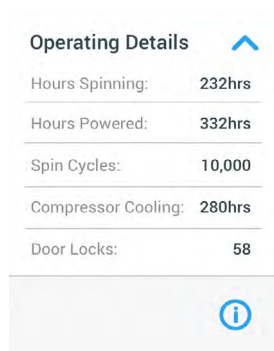 Operating Details
Hours Spinning: 232hrs
Hours Powered: 332hrs
Spin Cycles: 10,000
Compressor Cooling: 280hrs
Door Locks: 58